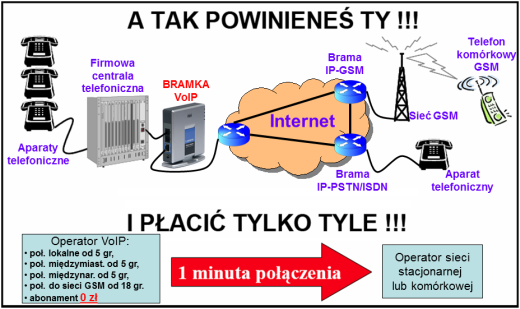 A TAK POWINIENEŚ TY !!!
Firmowa
centrala
telefoniczna
BRAMKA
VoIP
Brama
IP-GSM
Telefon
komórkowy
GSM
Internet
Sieć GSM
Aparaty
telefoniczne
Brama
IP-PSTN/ISDN
Aparat
telefoniczny
I PŁACIĆ TYLKO TYLE !!!
Operator VoIP:
• poł. lokalne od 5 gr,
• poł. międzymiast. od 5 gr,
• poł. międzynar. od 5 gr,
• poł. do sieci GSM od 18 gr.
• abonament 0 zł
1 minuta połączenia
Operator sieci
stacjonarnej
lub komórkowej